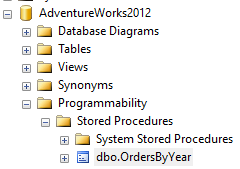 AdventureWorks2012
Database Diagrams
Tables
Views
Synonyms
Programmability
Stored Procedures
System Stored Procedures
dbo.OrdersByYear